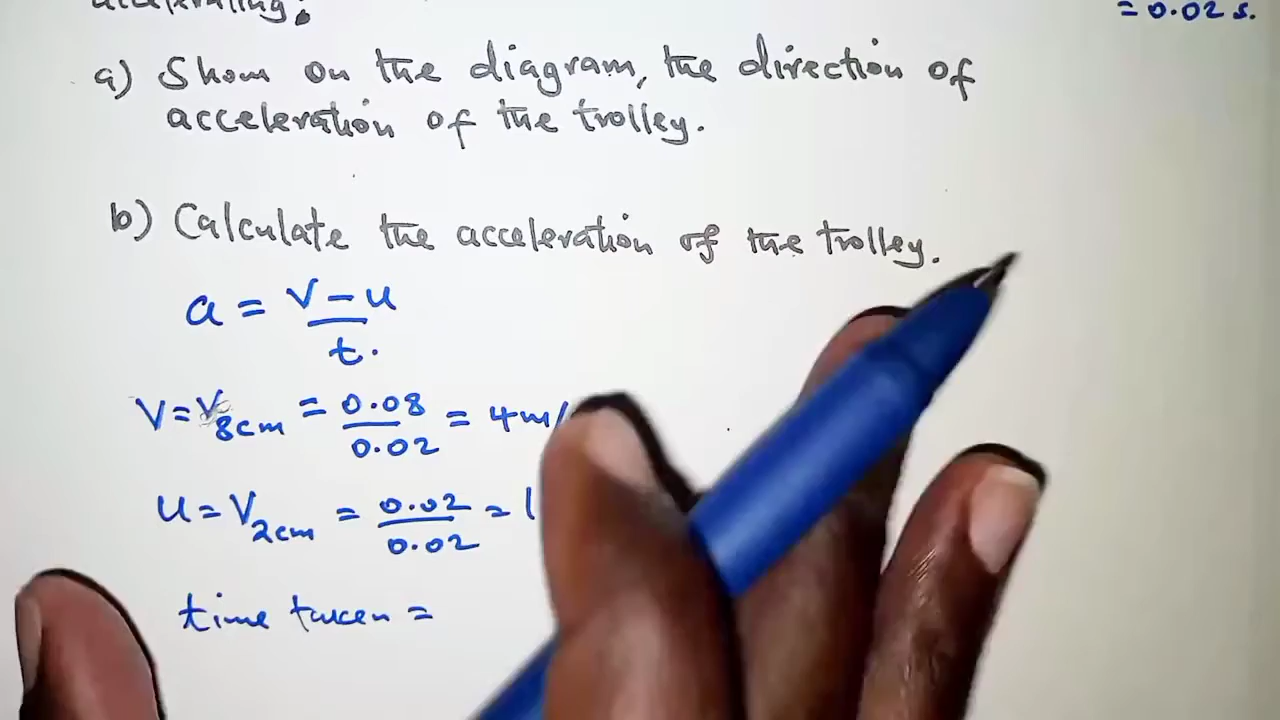 accelerating.
= 0.02 s.
a) Show on the diagram, the direction of
acceleration of the trolley.
b) Calculate the acceleration of the trolley.
a = v - u
t.
V = V8cm = 0.08 = 4m/
0.02
u = V2cm = 0.02 = 1
0.02
time taken =